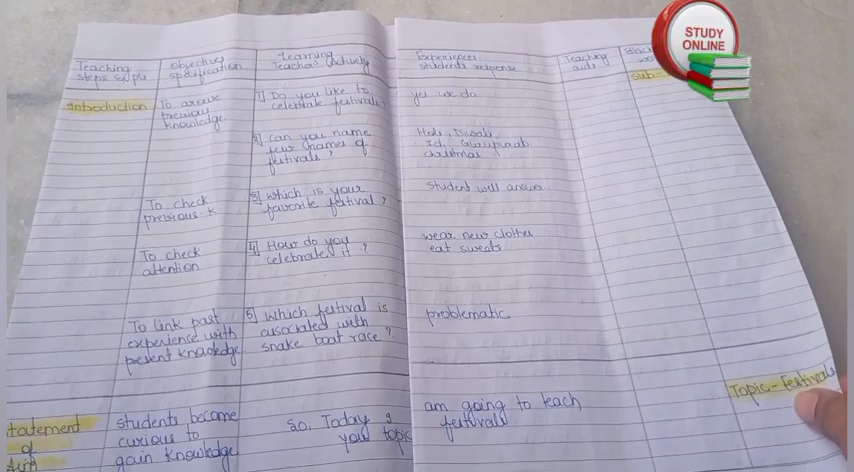 STUDY
ONLINE
Teaching
steps
Objectives
specification
Learning
Teacher Activity
Experiences
students response
Teaching
aids
Black
sub-
Introduction
To arouse
previous
knowledge
1) Do you like to
celebrate festivals?
yes we do
2) Can you name
few names of
festivals?
Holi, Diwali,
Id, Gurupurab
christmas
To check
previous-k
3) which is your
favorite festival?
student will answer
To check
attention
4) How do you
celebrate it?
wear new clothes
eat sweats
To link past
experience with
present knowledge
5) Which festival is
associated with
snake boat race?
problematic
Topic - Festivals
tatement
of
Aim
students become
curious to
gain knowledge
So, Today I
am going to teach
you topic
festivals